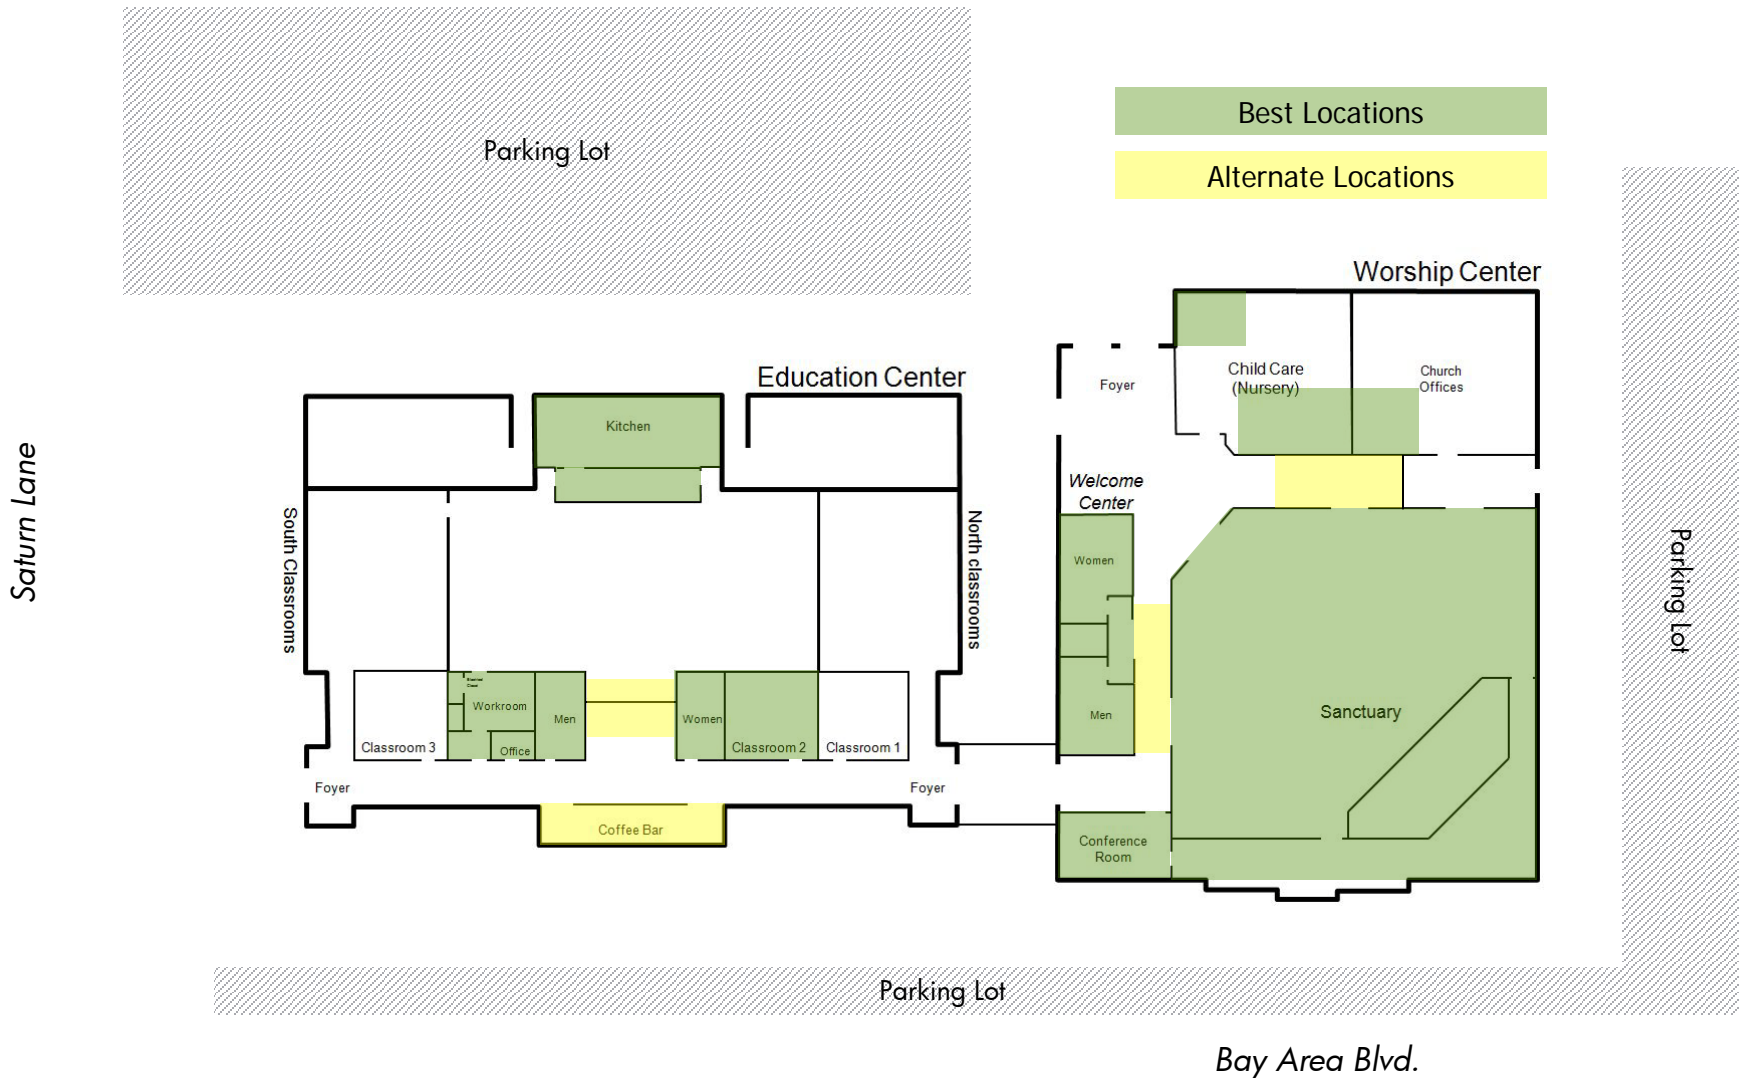 Best Locations
Parking Lot
Alternate Locations
Worship Center
Education Center
Child Care
(Nursery)
Church
Offices
Foyer
Kitchen
Saturn Lane
Welcome
Center
South Classrooms
North classrooms
Women
Parking Lot
Workroom
Men
Women
Men
Sanctuary
Classroom 3
Office
Classroom 2
Classroom 1
Foyer
Foyer
Coffee Bar
Conference
Room
Parking Lot
Bay Area Blvd.